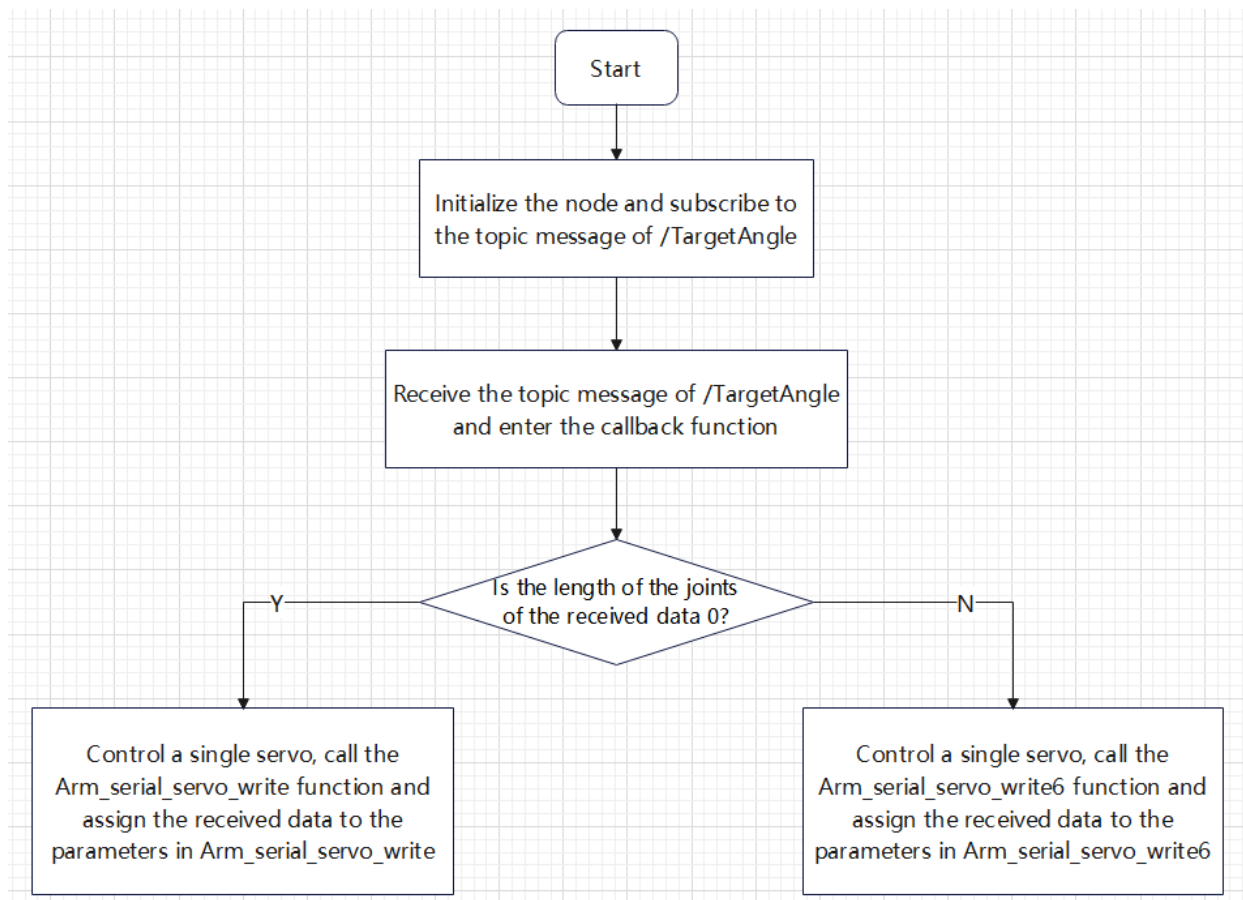 Start
Initialize the node and subscribe to
the topic message of /TargetAngle
Receive the topic message of /TargetAngle
and enter the callback function
Is the length of the joints
of the received data 0?
Y
N
Control a single servo, call the
Arm_serial_servo_write function and
assign the received data to the
parameters in Arm_serial_servo_write
Control a single servo, call the
Arm_serial_servo_write6 function and
assign the received data to the
parameters in Arm_serial_servo_write6